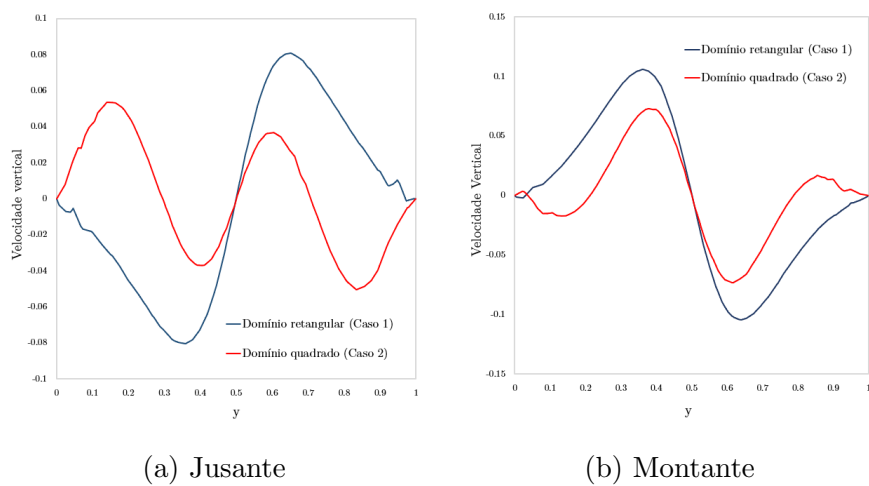 0.1
0.08
0.06
0.04
0.02
0
-0.02
-0.04
-0.06
-0.08
-0.1
Velocidade vertical
0 0.1 0.2 0.3 0.4 0.5 0.6 0.7 0.8 0.9 1
y
Domínio retangular (Caso 1)
Domínio quadrado (Caso 2)
(a) Jusante
0.15
0.1
0.05
0
-0.05
-0.1
-0.15
Velocidade Vertical
0 0.1 0.2 0.3 0.4 0.5 0.6 0.7 0.8 0.9 1
y
Domínio retangular (Caso 1)
Domínio quadrado (Caso 2)
(b) Montante